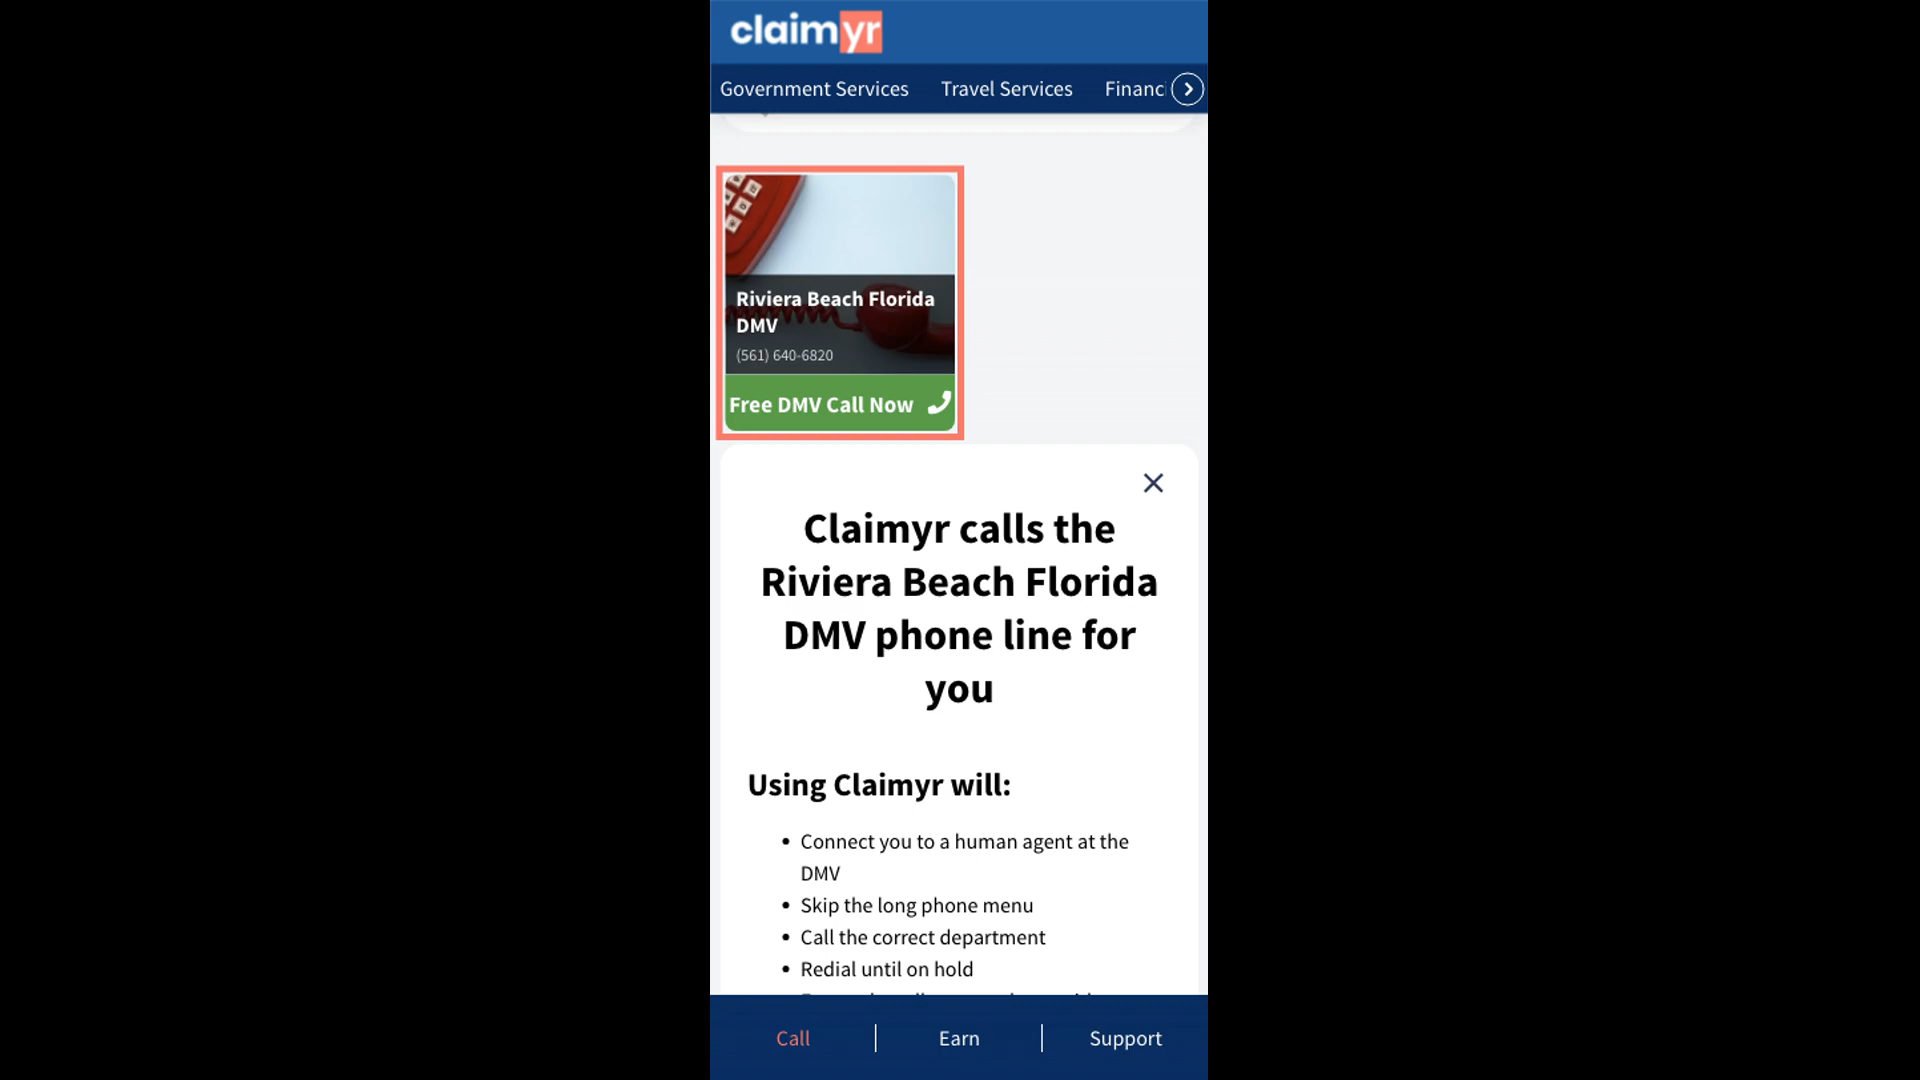 claimyr
Government Services Travel Services Financ
Riviera Beach Florida
DMV
(561) 640-6820
Free DMV Call Now
Claimyr calls the
Riviera Beach Florida
DMV phone line for
you
Using Claimyr will:
Connect you to a human agent at the
DMV
Skip the long phone menu
Call the correct department
Redial until on hold
Call | Earn | Support